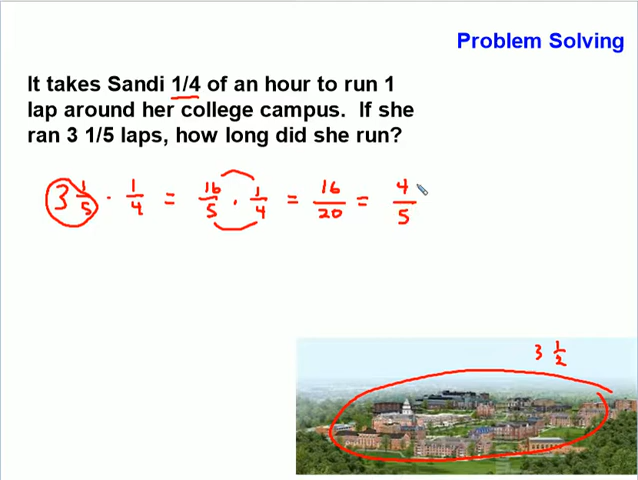 Problem Solving
It takes Sandi 1/4 of an hour to run 1
lap around her college campus. If she
ran 3 1/5 laps, how long did she run?
3 1/5 · 1/4 = 16/5 · 1/4 = 16/20 = 4/5
3 1/2